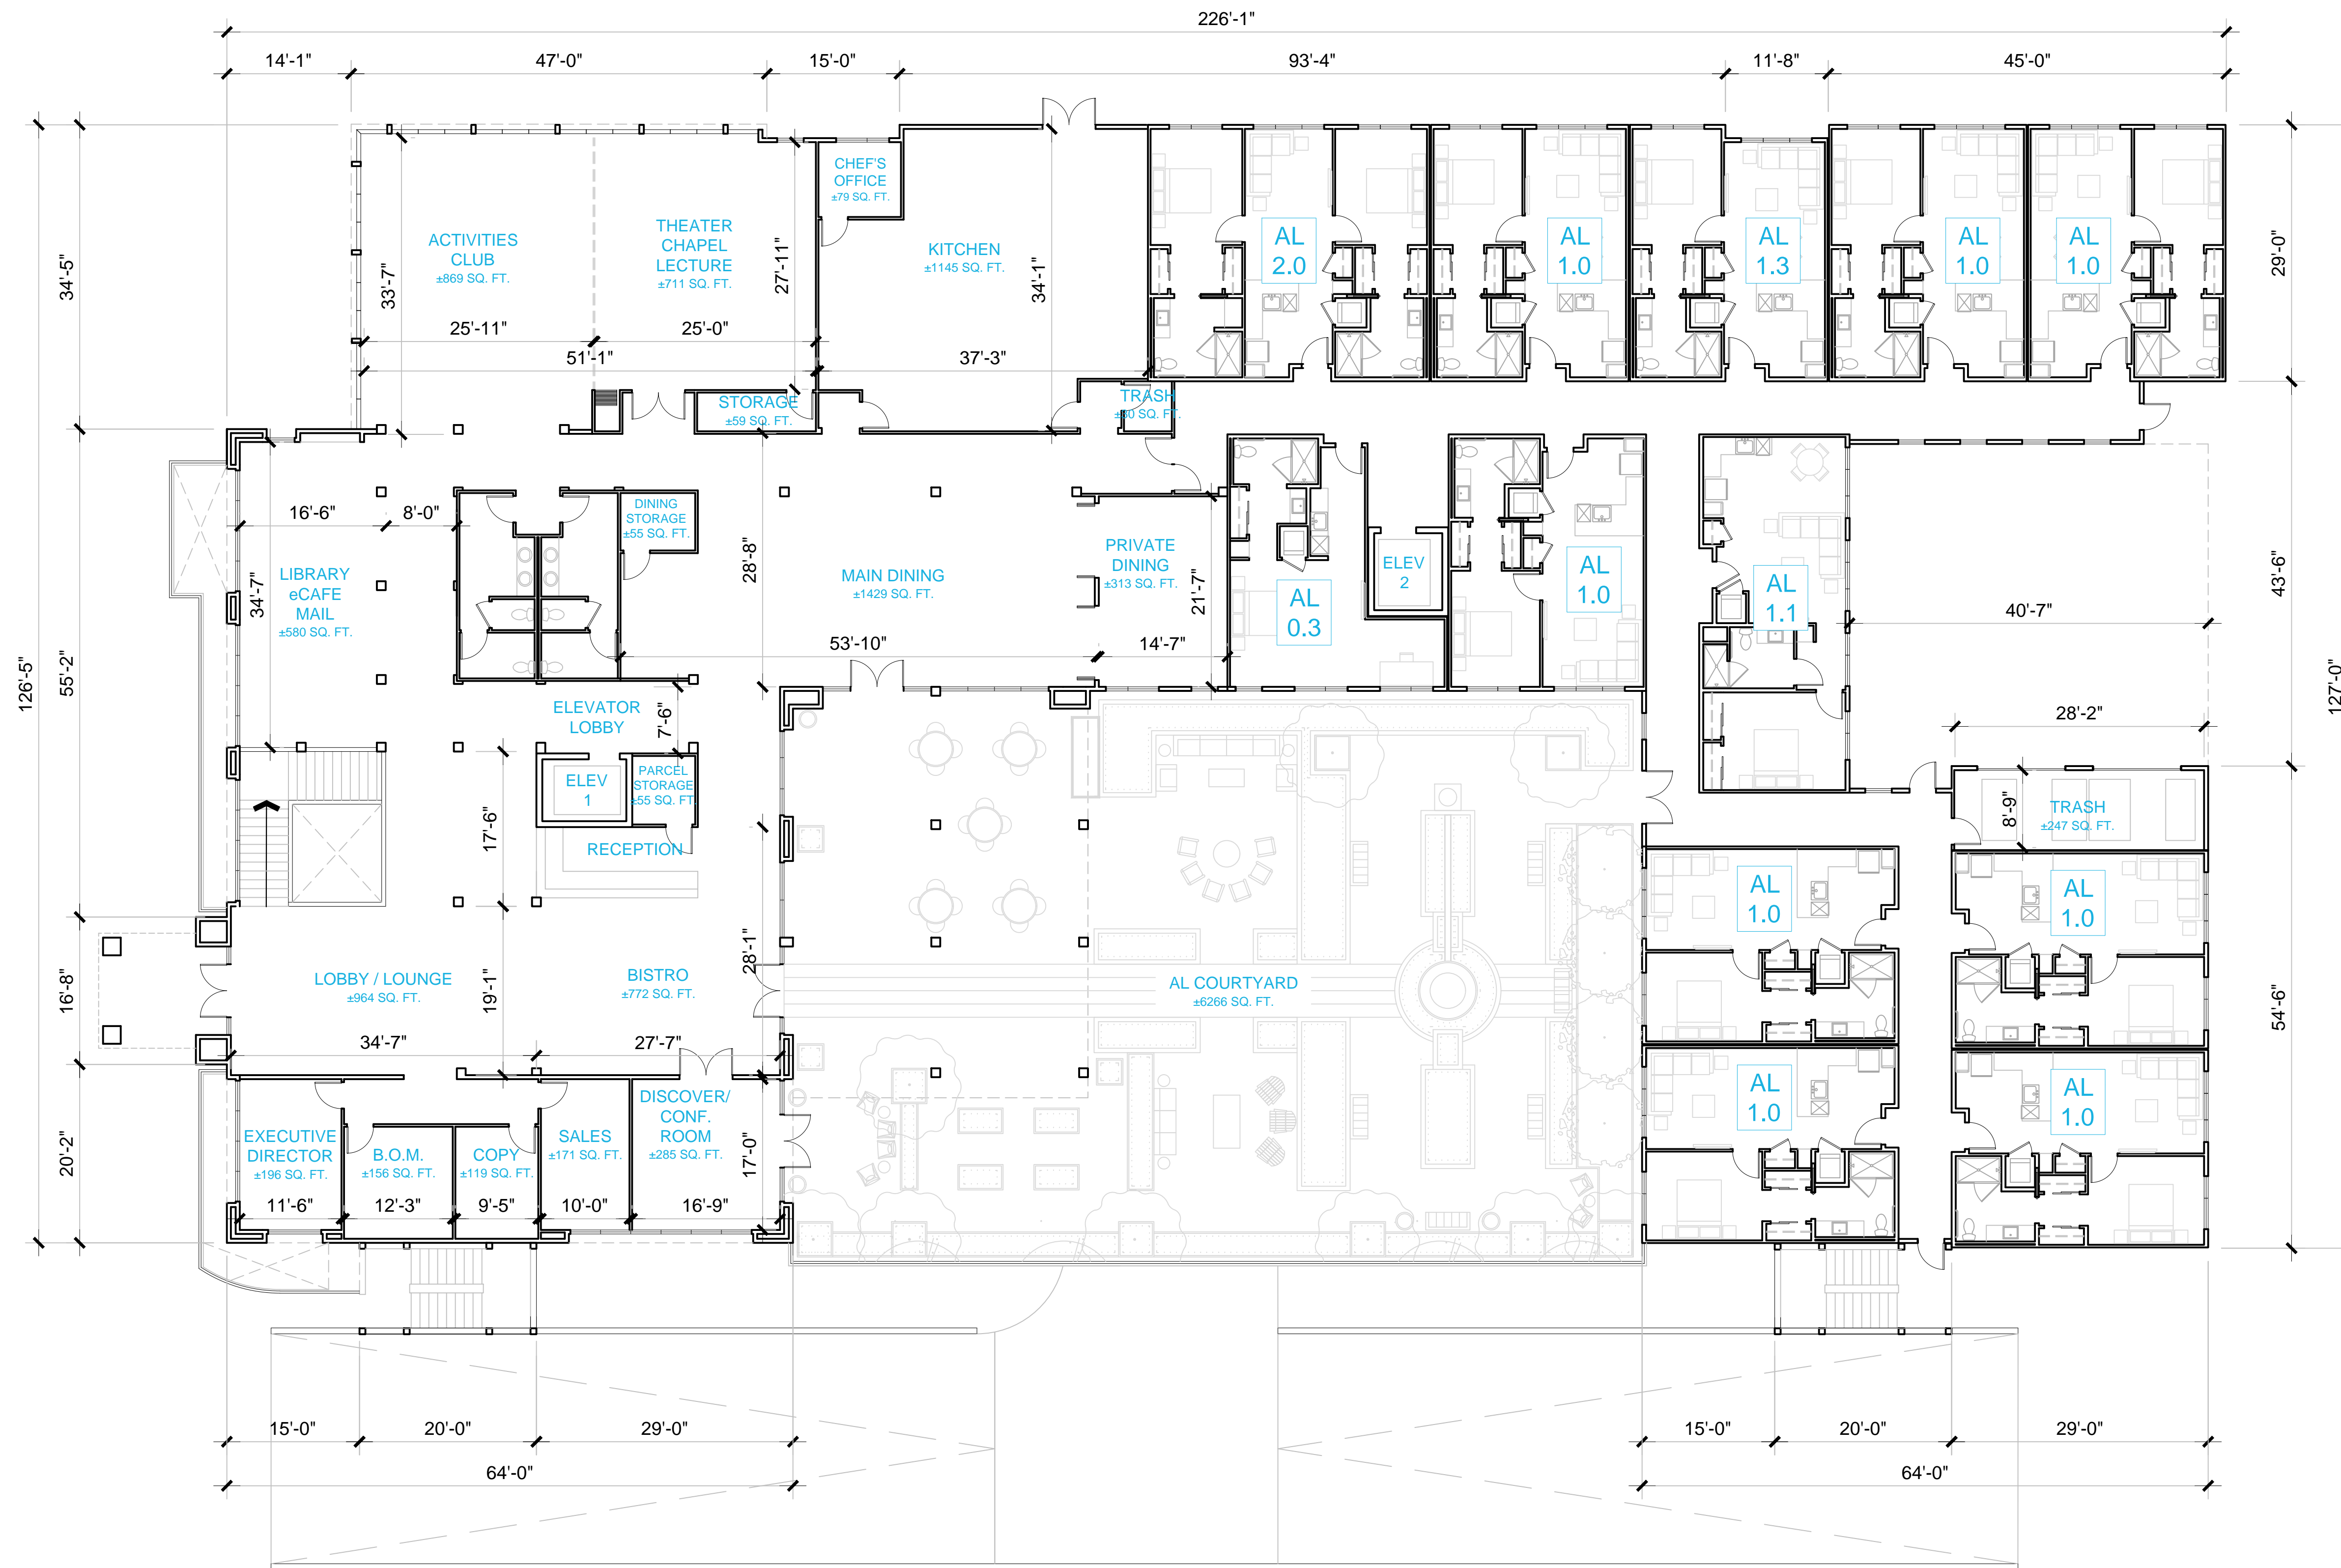 226'-1"
14'-1"
47'-0"
15'-0"
93'-4"
11'-8"
45'-0"
34'-5"
55'-2"
16'-8"
20'-2"
126'-5"
29'-0"
43'-6"
54'-6"
127'-0"
ACTIVITIES
CLUB
±869 SQ. FT.
33'-7"
25'-11"
THEATER
CHAPEL
LECTURE
±711 SQ. FT.
27'-11"
25'-0"
51'-1"
CHEF'S
OFFICE
±79 SQ. FT.
KITCHEN
±1145 SQ. FT.
34'-1"
37'-3"
STORAGE
±59 SQ. FT.
TRASH
SQ. FT.
AL
2.0
AL
1.0
AL
1.3
AL
1.0
AL
1.0
16'-6"
8'-0"
34'-7"
LIBRARY
eCAFE
MAIL
±580 SQ. FT.
DINING
STORAGE
±55 SQ. FT.
28'-8"
MAIN DINING
±1429 SQ. FT.
53'-10"
PRIVATE
DINING
±313 SQ. FT.
21'-7"
14'-7"
AL
0.3
ELEV
2
AL
1.0
AL
1.1
40'-7"
28'-2"
ELEVATOR
LOBBY
7'-6"
ELEV
1
PARCEL
STORAGE
±55 SQ. FT.
17'-6"
RECEPTION
8'-9"
TRASH
±247 SQ. FT.
AL
1.0
AL
1.0
LOBBY / LOUNGE
±964 SQ. FT.
19'-1"
BISTRO
±772 SQ. FT.
28'-1"
AL COURTYARD
±6266 SQ. FT.
34'-7"
27'-7"
AL
1.0
AL
1.0
EXECUTIVE
DIRECTOR
±196 SQ. FT.
11'-6"
B.O.M.
±156 SQ. FT.
12'-3"
COPY
±119 SQ. FT.
9'-5"
SALES
±171 SQ. FT.
10'-0"
DISCOVER/
CONF.
ROOM
±285 SQ. FT.
17'-0"
16'-9"
15'-0"
20'-0"
29'-0"
64'-0"
15'-0"
20'-0"
29'-0"
64'-0"